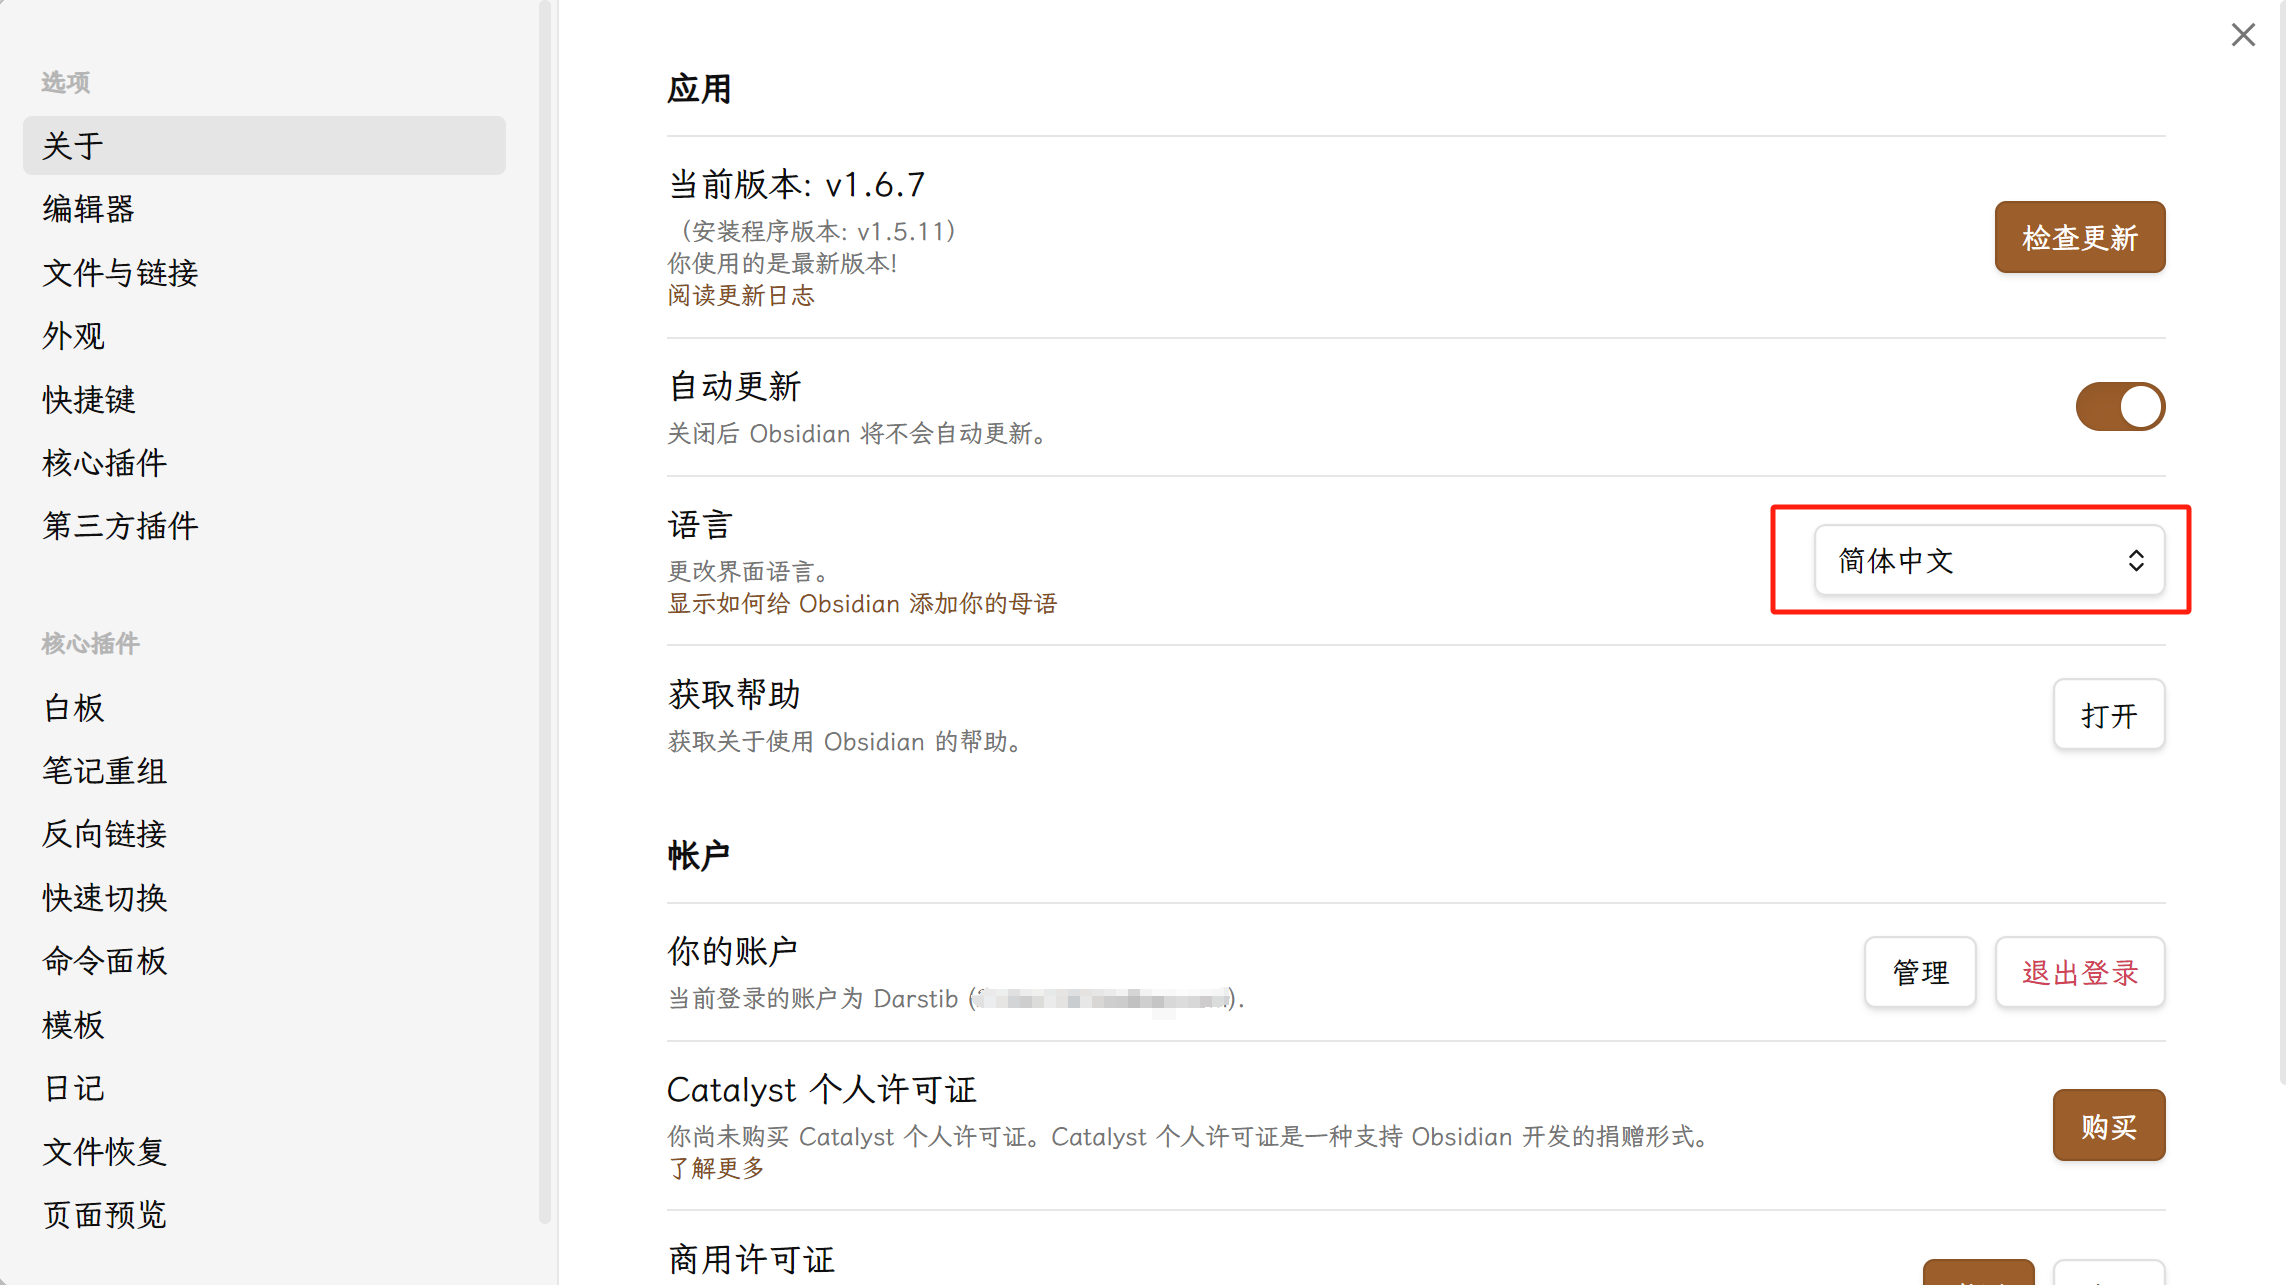 选项
关于
编辑器
文件与链接
外观
快捷键
核心插件
第三方插件
核心插件
白板
笔记重组
反向链接
快速切换
命令面板
模板
日记
文件恢复
页面预览
应用
当前版本: v1.6.7
（安装程序版本: v1.5.11）
你使用的是最新版本!
阅读更新日志
检查更新
自动更新
关闭后 Obsidian 将不会自动更新。
语言
更改界面语言。
显示如何给 Obsidian 添加你的母语
简体中文
获取帮助
获取关于使用 Obsidian 的帮助。
打开
帐户
你的账户
当前登录的账户为 Darstib (
).
管理
退出登录
Catalyst 个人许可证
你尚未购买 Catalyst 个人许可证。Catalyst 个人许可证是一种支持 Obsidian 开发的捐赠形式。
了解更多
购买
商用许可证